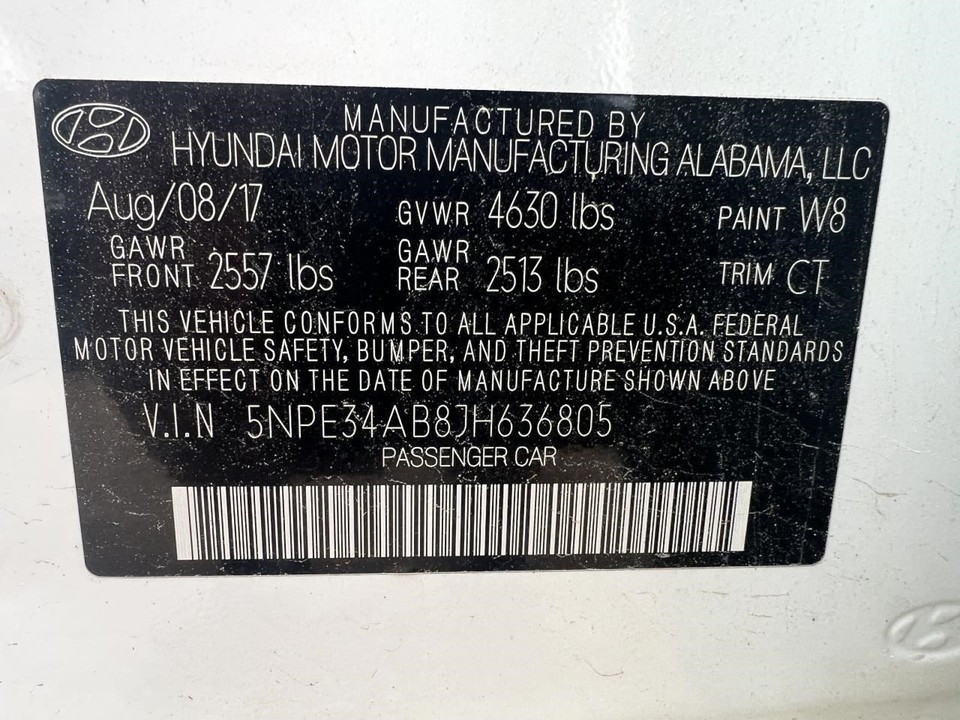 MANUFACTURED BY
HYUNDAI MOTOR MANUFACTURING ALABAMA, LLC
Aug/08/17 GVWR 4630 lbs PAINT W8
GAWR FRONT 2557 lbs GAWR REAR 2513 lbs TRIM CT
THIS VEHICLE CONFORMS TO ALL APPLICABLE U.S.A. FEDERAL
MOTOR VEHICLE SAFETY, BUMPER, AND THEFT PREVENTION STANDARDS
IN EFFECT ON THE DATE OF MANUFACTURE SHOWN ABOVE
V.I.N 5NPE34AB8JH636805
PASSENGER CAR